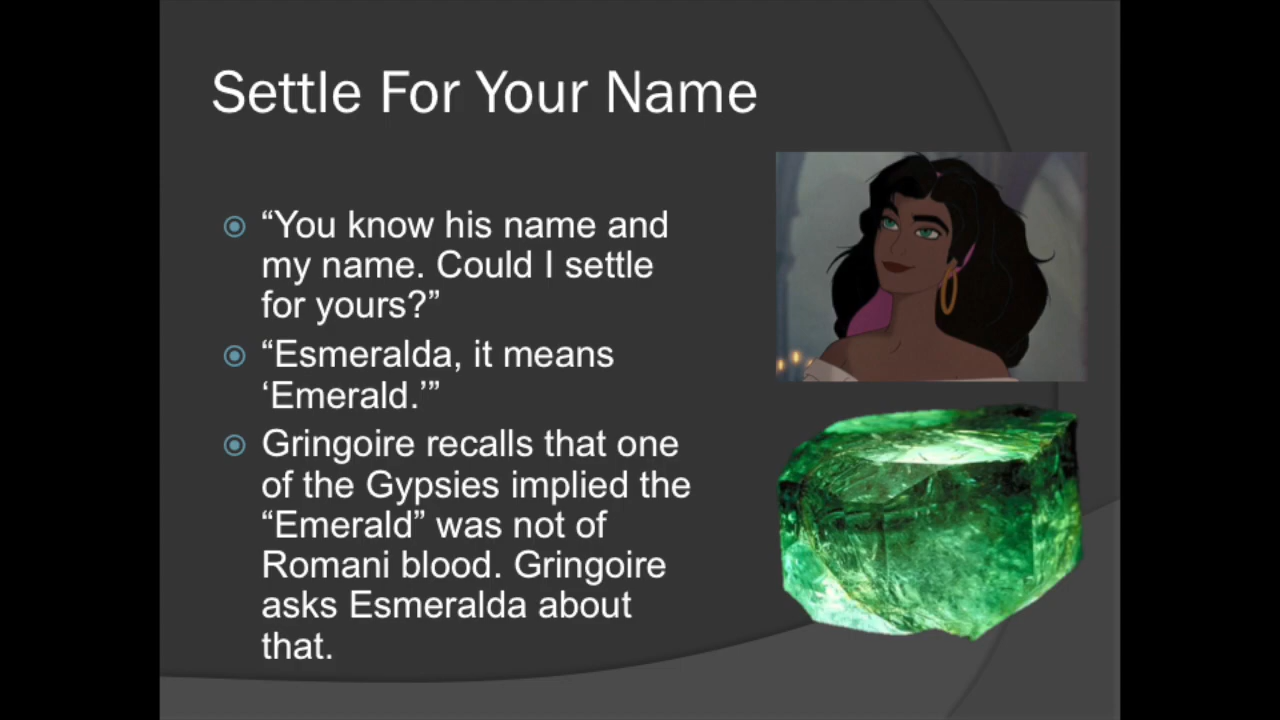 Settle For Your Name
“You know his name and
my name. Could I settle
for yours?”
“Esmeralda, it means
‘Emerald.’”
Gringoire recalls that one
of the Gypsies implied the
“Emerald” was not of
Romani blood. Gringoire
asks Esmeralda about
that.